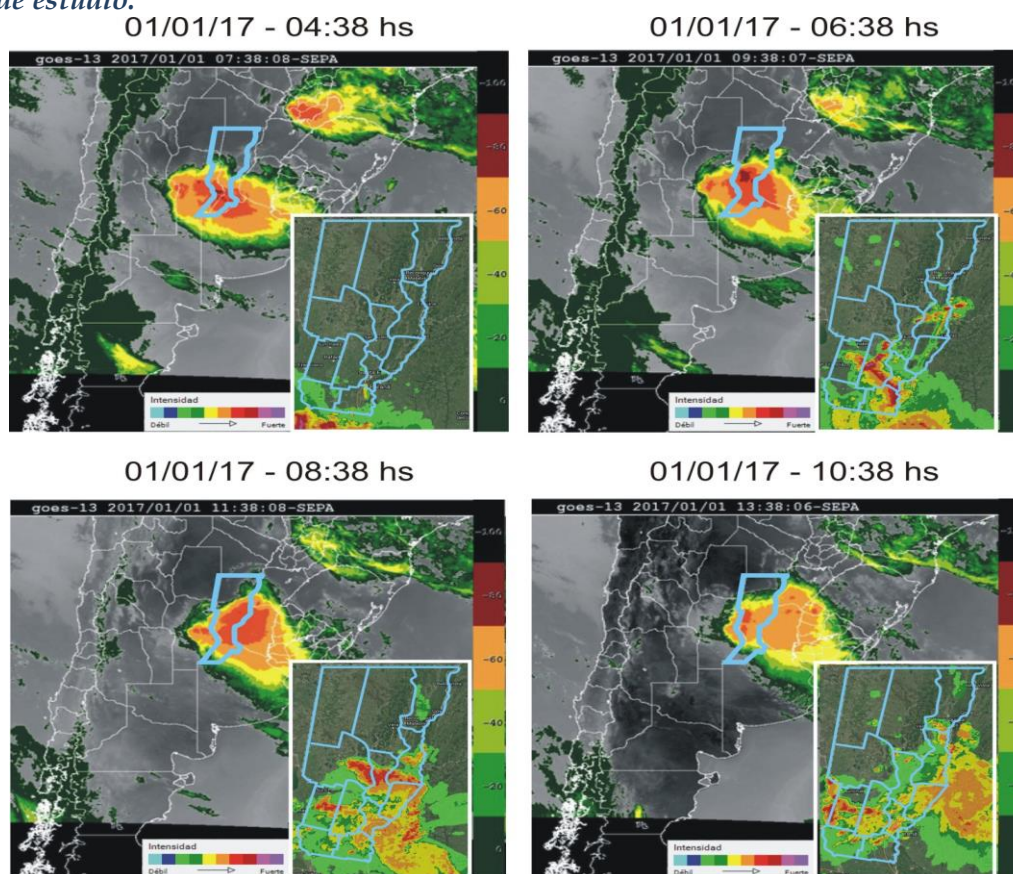 de estudio.
01/01/17 - 04:38 hs
01/01/17 - 06:38 hs
goes-13 2017/01/01 07:38:08-SEPA
-100
-80
-60
-40
-20
0
Intensidad
Débil
Fuerte
goes-13 2017/01/01 09:38:07-SEPA
Intensidad
Débil
Fuerte
01/01/17 - 08:38 hs
01/01/17 - 10:38 hs
goes-13 2017/01/01 11:38:08-SEPA
-100
-80
-60
-40
-20
0
Intensidad
Débil
Fuerte
goes-13 2017/01/01 13:38:06-SEPA
Intensidad
Débil
Fuerte